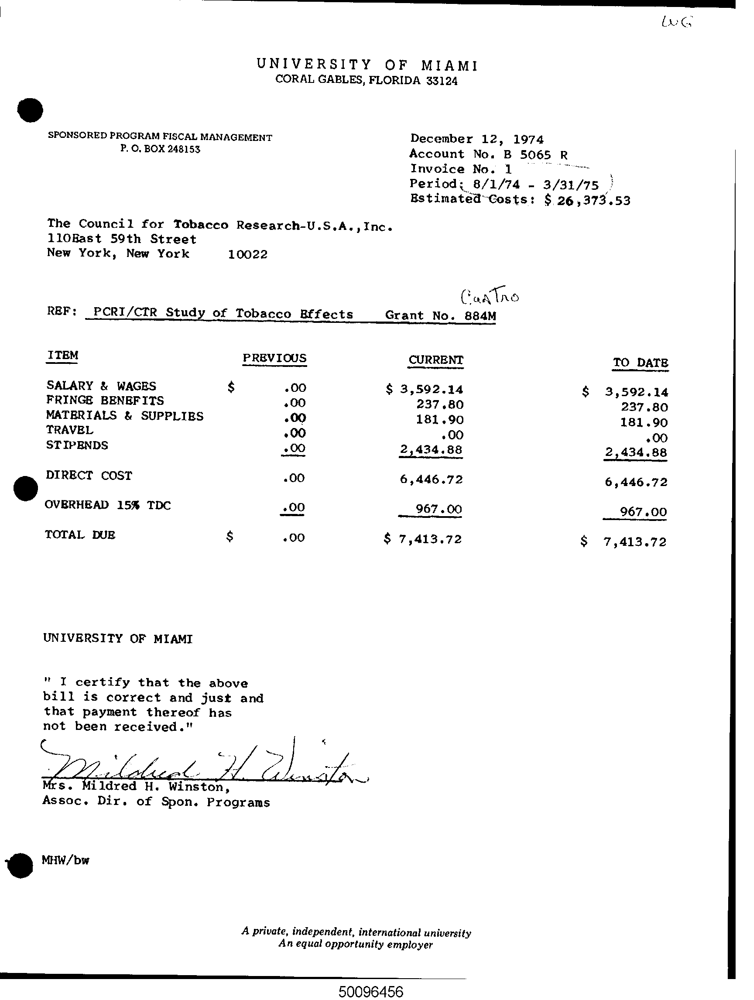 LWG
UNIVERSITY OF MIAMI
CORAL GABLES, FLORIDA 33124
SPONSORED PROGRAM FISCAL MANAGEMENT
P. O. BOX 248153
December 12, 1974
Account No. B 5065 R
Invoice No. 1
Period: 8/1/74 - 3/31/75
Estimated Costs: $ 26,373.53
The Council for Tobacco Research-U.S.A.,Inc.
110East 59th Street
New York, New York 10022
Castro
REF: PCRI/CTR Study of Tobacco Effects Grant No. 884M
ITEM PREVIOUS CURRENT TO DATE
SALARY & WAGES $ .00 $ 3,592.14 $ 3,592.14
FRINGE BENEFITS .00 237.80 237.80
MATERIALS & SUPPLIES .00 181.90 181.90
TRAVEL .00 .00 .00
STIPENDS .00 2,434.88 2,434.88
DIRECT COST .00 6,446.72 6,446.72
OVERHEAD 15% TDC .00 967.00 967.00
TOTAL DUE $ .00 $ 7,413.72 $ 7,413.72
UNIVERSITY OF MIAMI
" I certify that the above
bill is correct and just and
that payment thereof has
not been received."
Mildred H. Winston
Mrs. Mildred H. Winston,
Assoc. Dir. of Spon. Programs
MHW/bw
A private, independent, international university
An equal opportunity employer
50096456